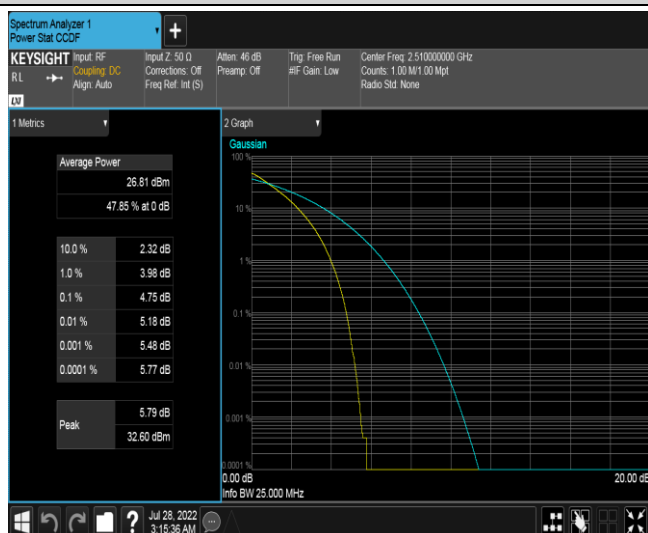 Spectrum Analyzer 1
Power Stat CCDF
+
KEYSIGHT
R L
Input: RF
Coupling: DC
Align: Auto
Input Z: 50 Ω
Corrections: Off
Freq Ref: Int (S)
Atten: 46 dB
Preamp: Off
Trig: Free Run
#IF Gain: Low
Center Freq: 2.510000000 GHz
Counts: 1.00 M/1.00 Mpt
Radio Std: None
1 Metrics
Average Power
26.81 dBm
47.85 % at 0 dB
10.0 % 2.32 dB
1.0 % 3.98 dB
0.1 % 4.75 dB
0.01 % 5.18 dB
0.001 % 5.48 dB
0.0001 % 5.77 dB
Peak
5.79 dB
32.60 dBm
2 Graph
Gaussian
100 %
10 %
1 %
0.1 %
0.01 %
0.001 %
0.0001 %
0.00 dB 20.00 dB
Info BW 25.000 MHz
?
Jul 28, 2022
3:15:36 AM